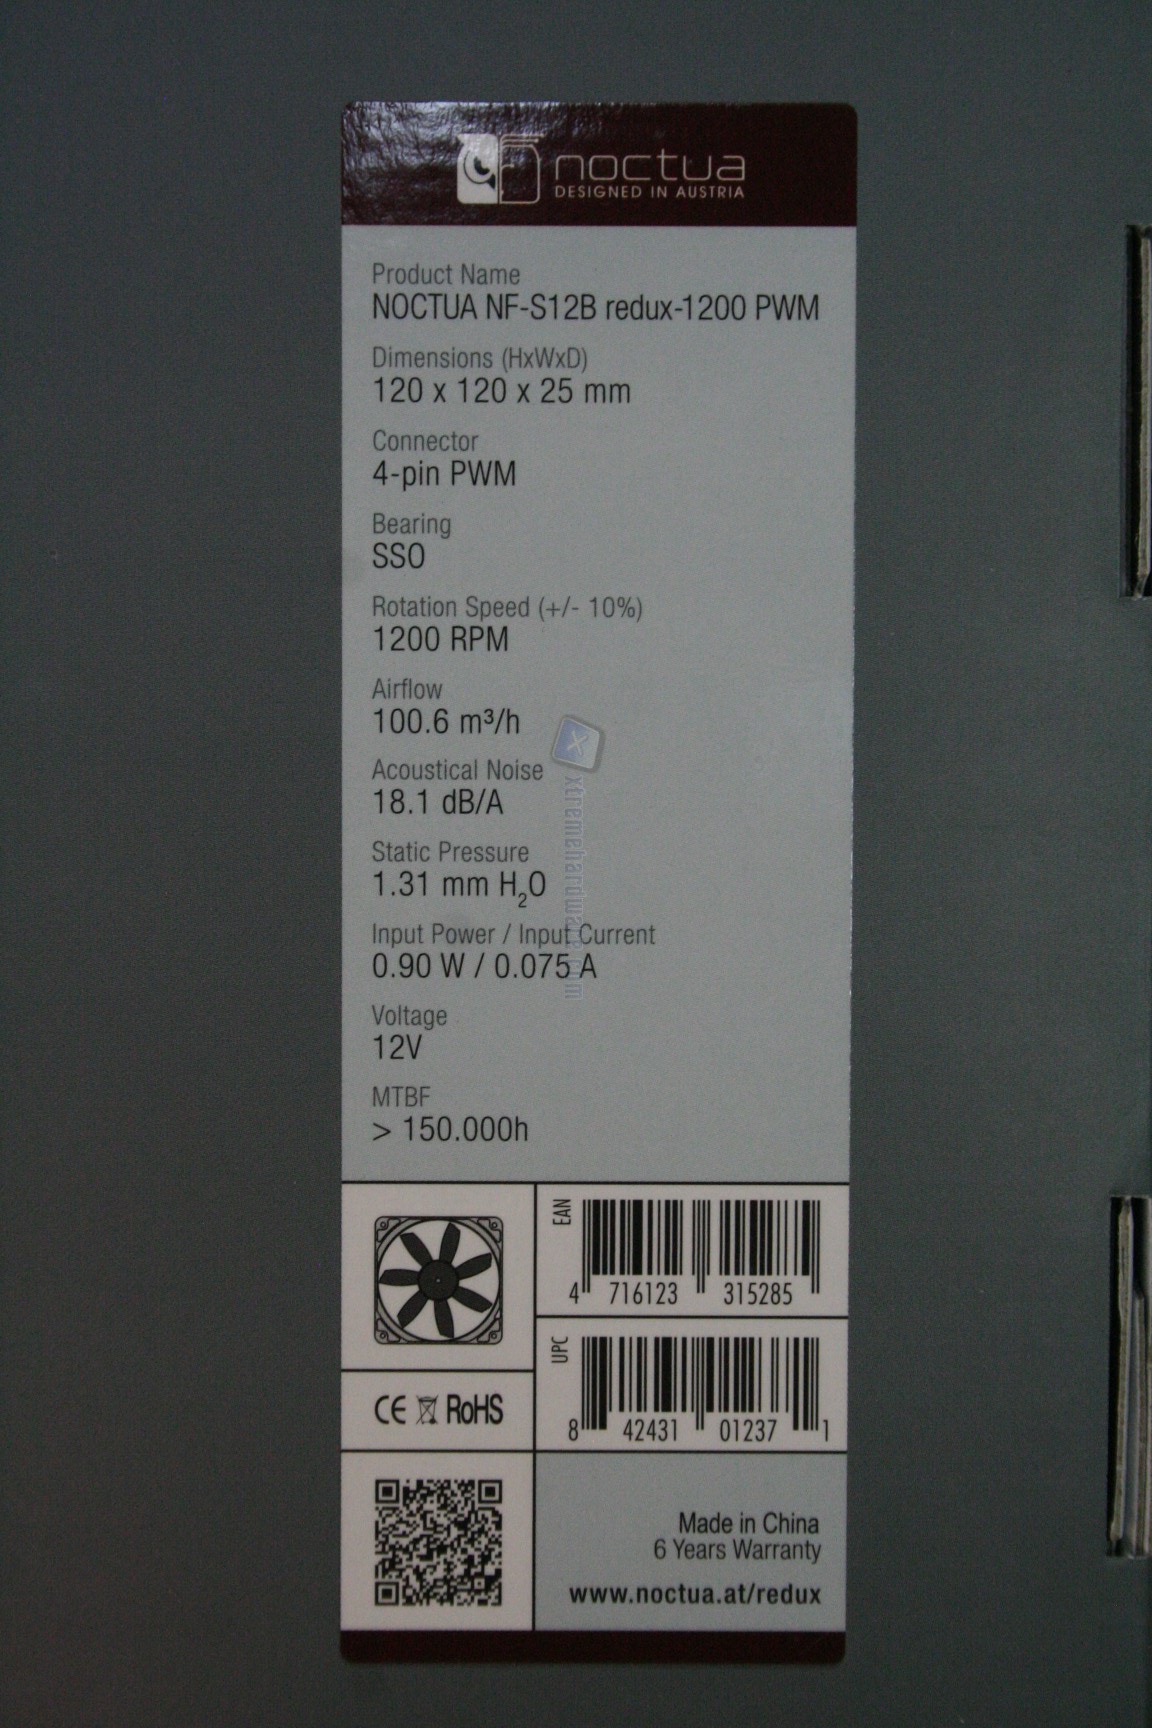 noctua
DESIGNED IN AUSTRIA
Product Name
NOCTUA NF-S12B redux-1200 PWM
Dimensions (HxWxD)
120 x 120 x 25 mm
Connector
4-pin PWM
Bearing
SSO
Rotation Speed (+/- 10%)
1200 RPM
Airflow
100.6 m³/h
Acoustical Noise
18.1 dB/A
Static Pressure
1.31 mm H₂O
Input Power / Input Current
0.90 W / 0.075 A
Voltage
12V
MTBF
> 150.000h
xtremehardware.com
EAN
4 716123 315285
UPC
8 42431 01237 1
CE RoHS
Made in China
6 Years Warranty
www.noctua.at/redux